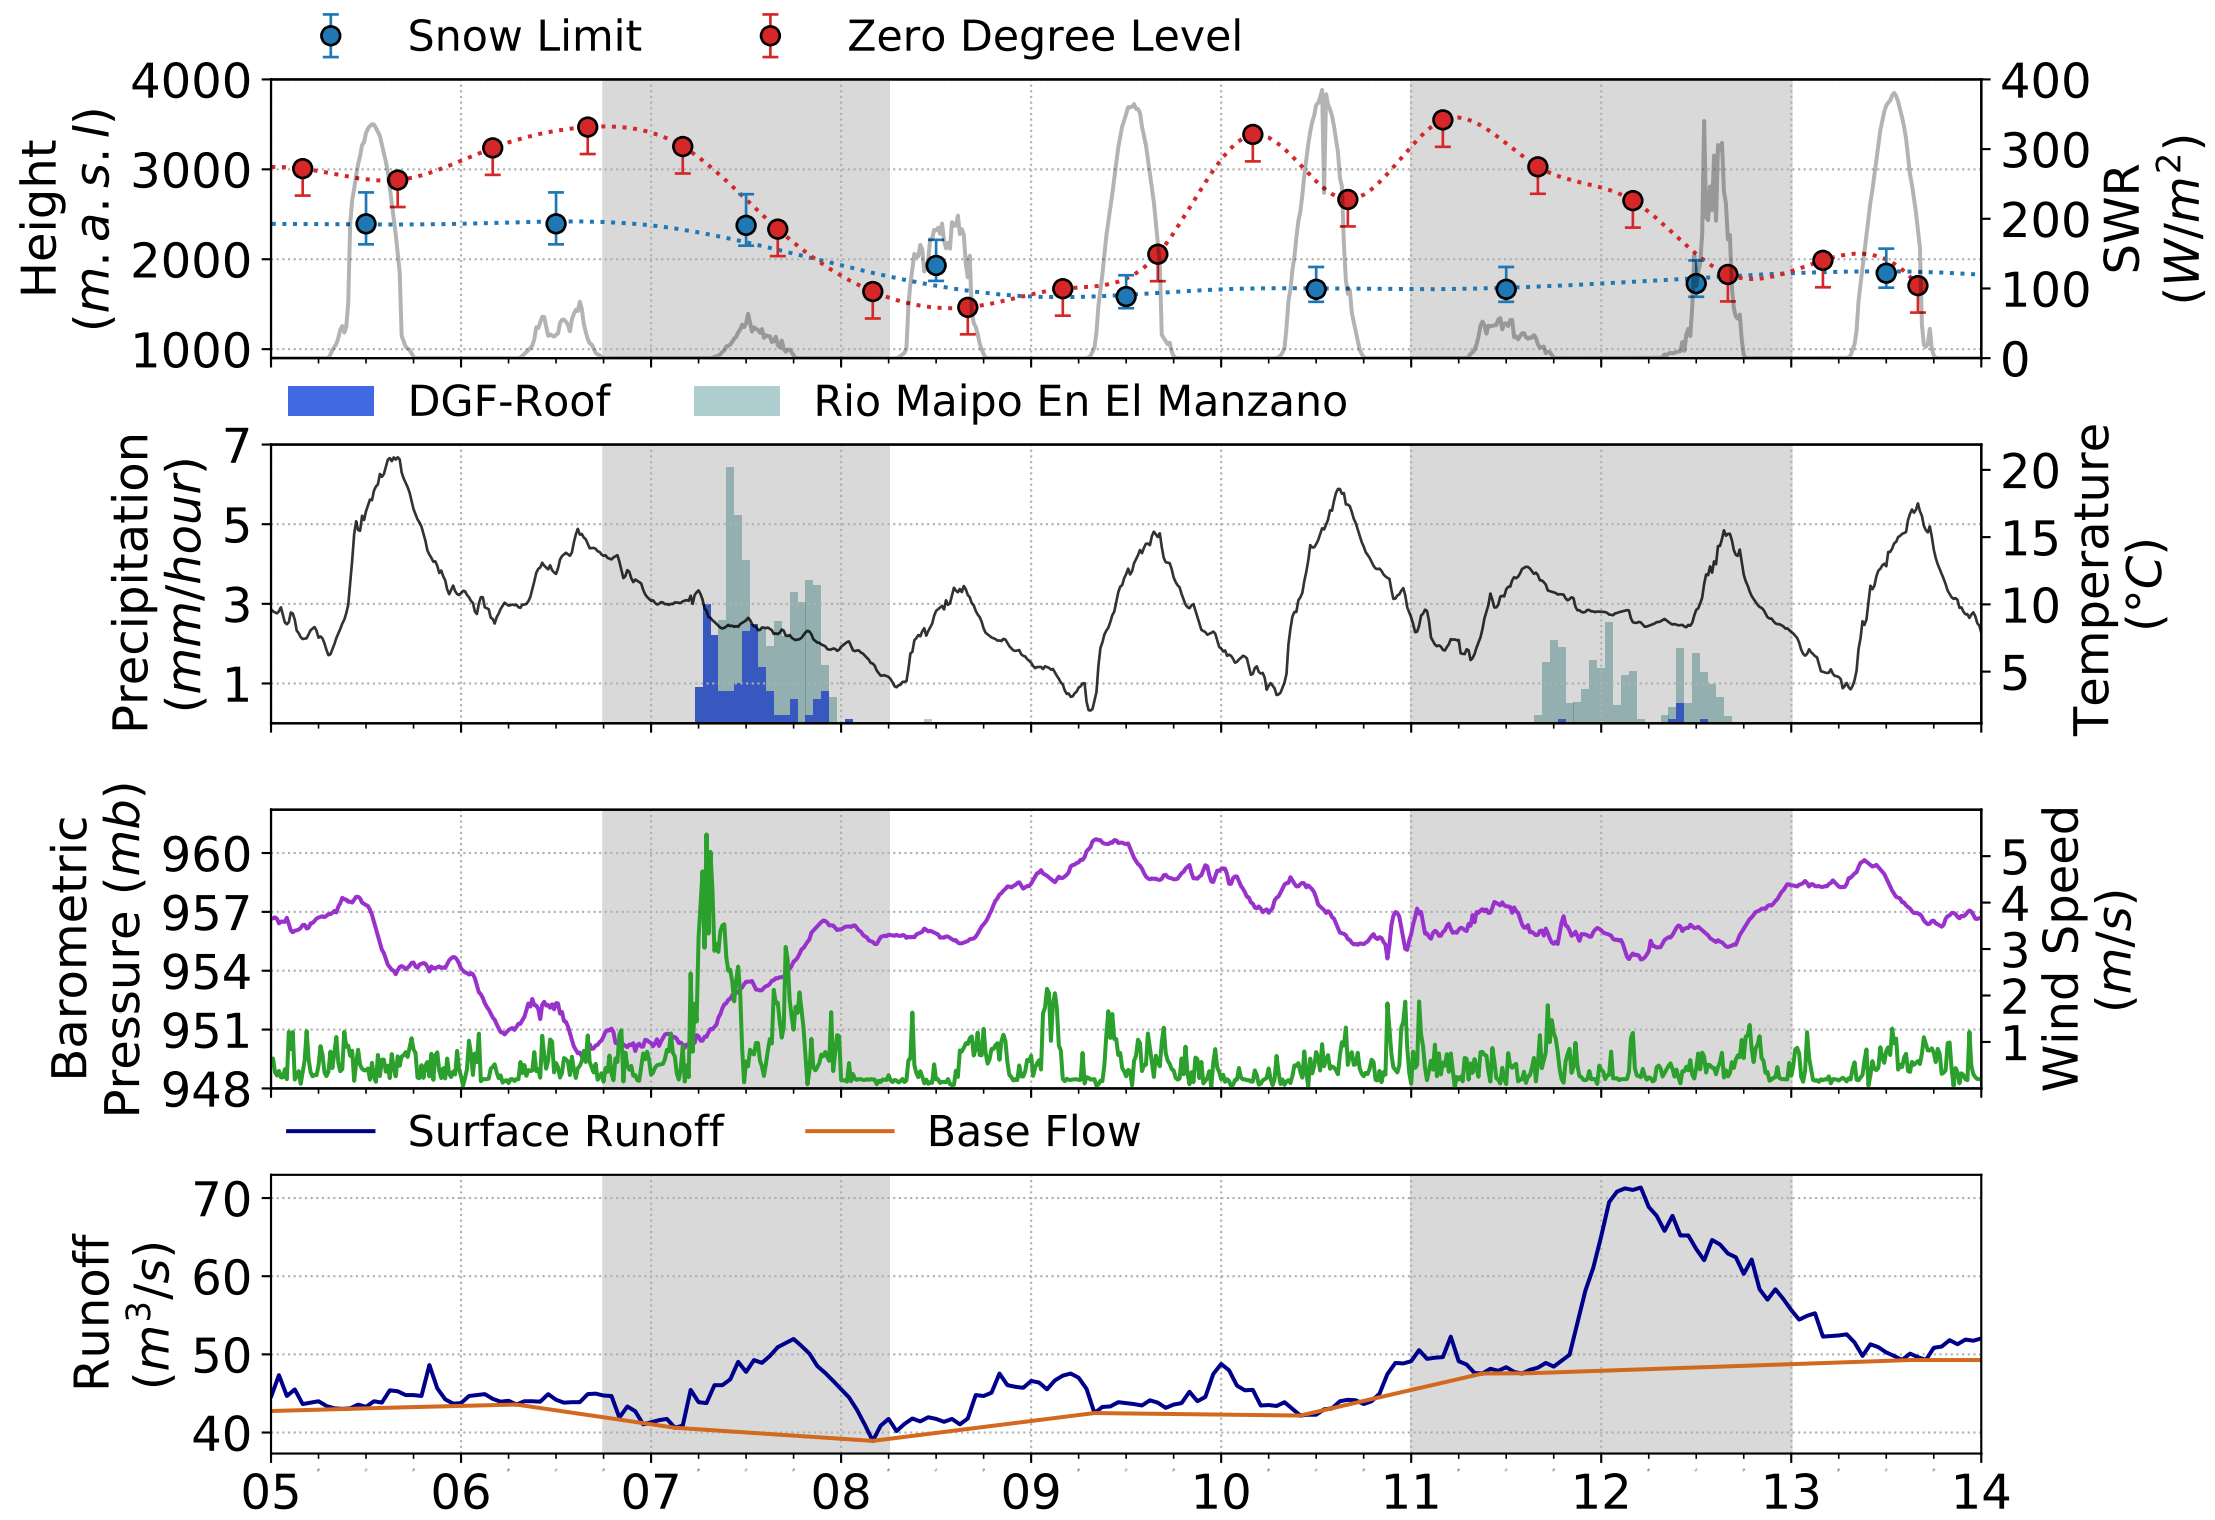 Snow Limit Zero Degree Level
4000 400
3000 300
2000 200
1000 100
0
Height
(m.a.s.l)
SWR
(W/m²)
DGF-Roof Rio Maipo En El Manzano
7
5
3
1
Precipitation
(mm/hour)
20
15
10
5
Temperature
(°C)
960
957
954
951
948
Barometric
Pressure (mb)
5
4
3
2
1
Wind Speed
(m/s)
Surface Runoff Base Flow
70
60
50
40
Runoff
(m³/s)
05 06 07 08 09 10 11 12 13 14